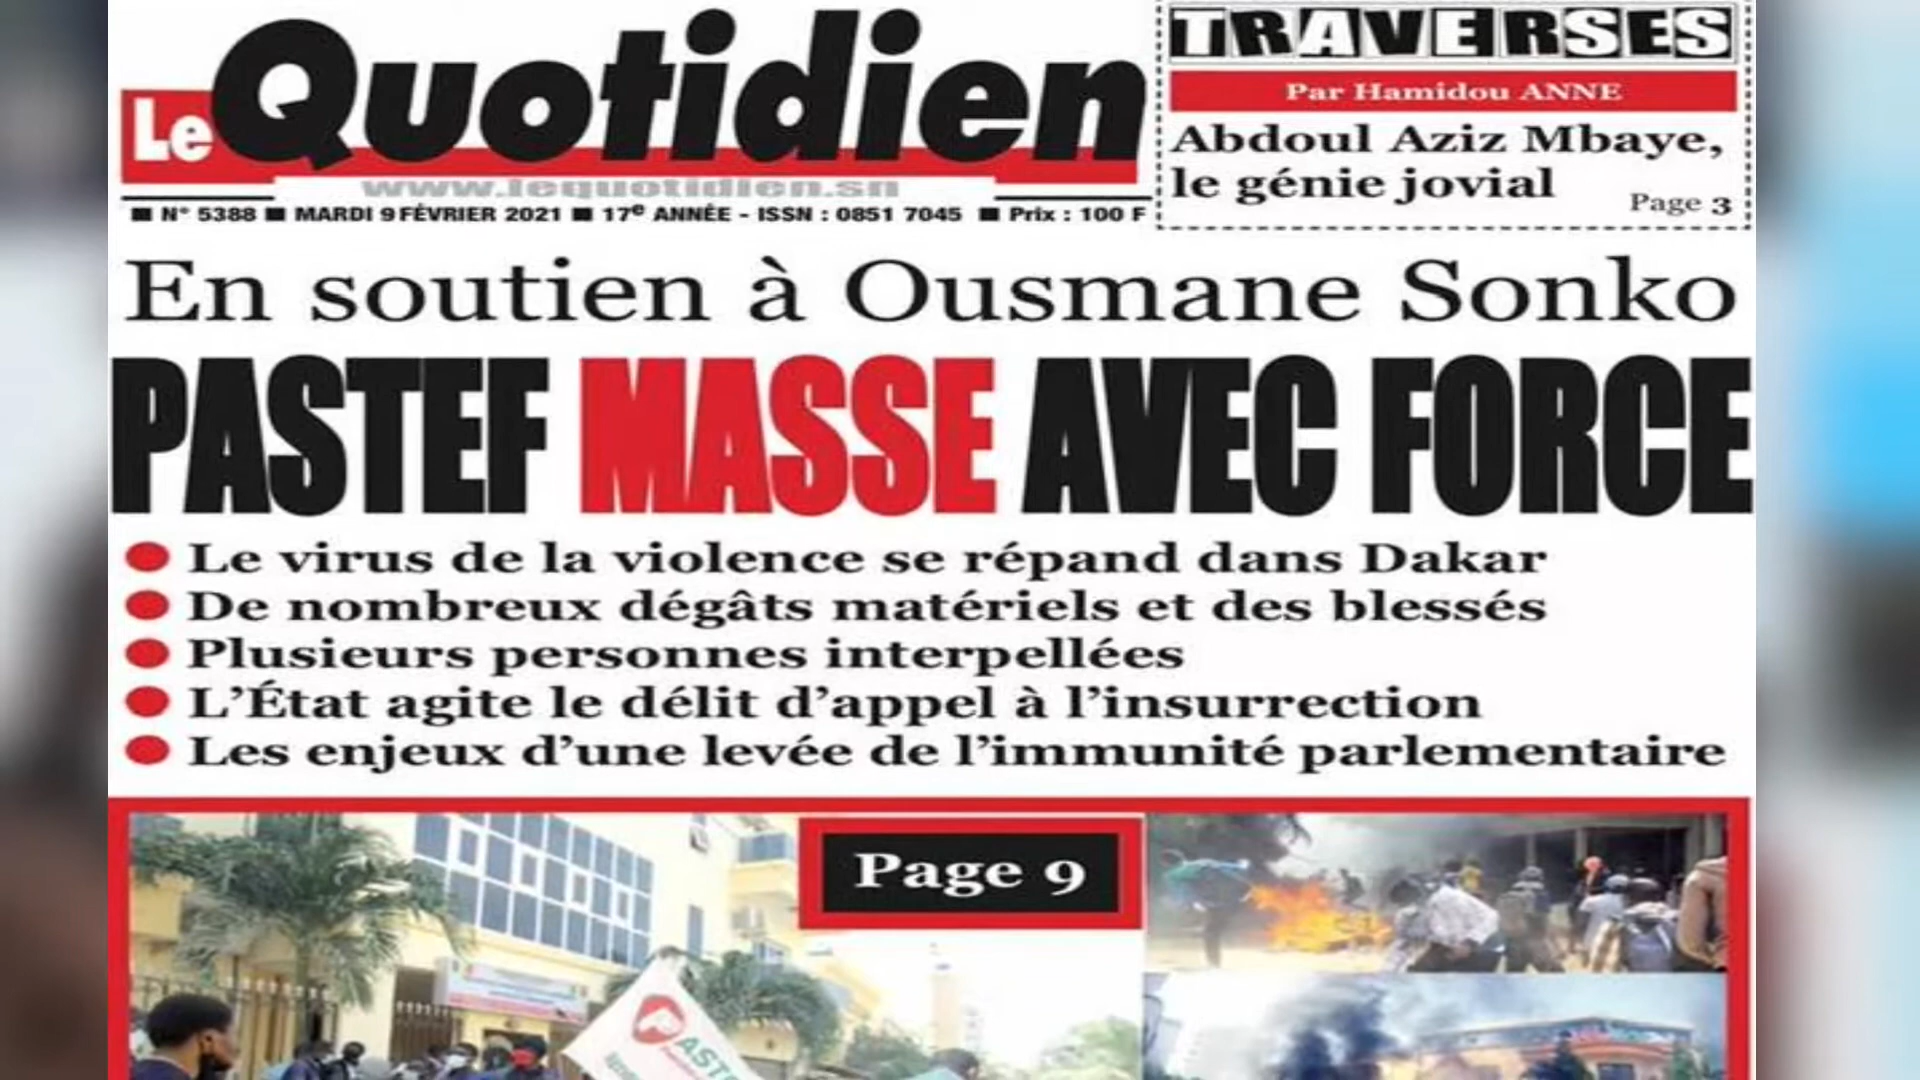 Le Quotidien
www.lequotidien.sn
N° 5388 MARDI 9 FÉVRIER 2021 17e ANNÉE - ISSN : 0851 7045 Prix : 100 F
TRAVERSES
Par Hamidou ANNE
Abdoul Aziz Mbaye,
le génie jovial
Page 3
En soutien à Ousmane Sonko
PASTEF MASSE AVEC FORCE
Le virus de la violence se répand dans Dakar
De nombreux dégâts matériels et des blessés
Plusieurs personnes interpellées
L'État agite le délit d'appel à l'insurrection
Les enjeux d'une levée de l'immunité parlementaire
Page 9